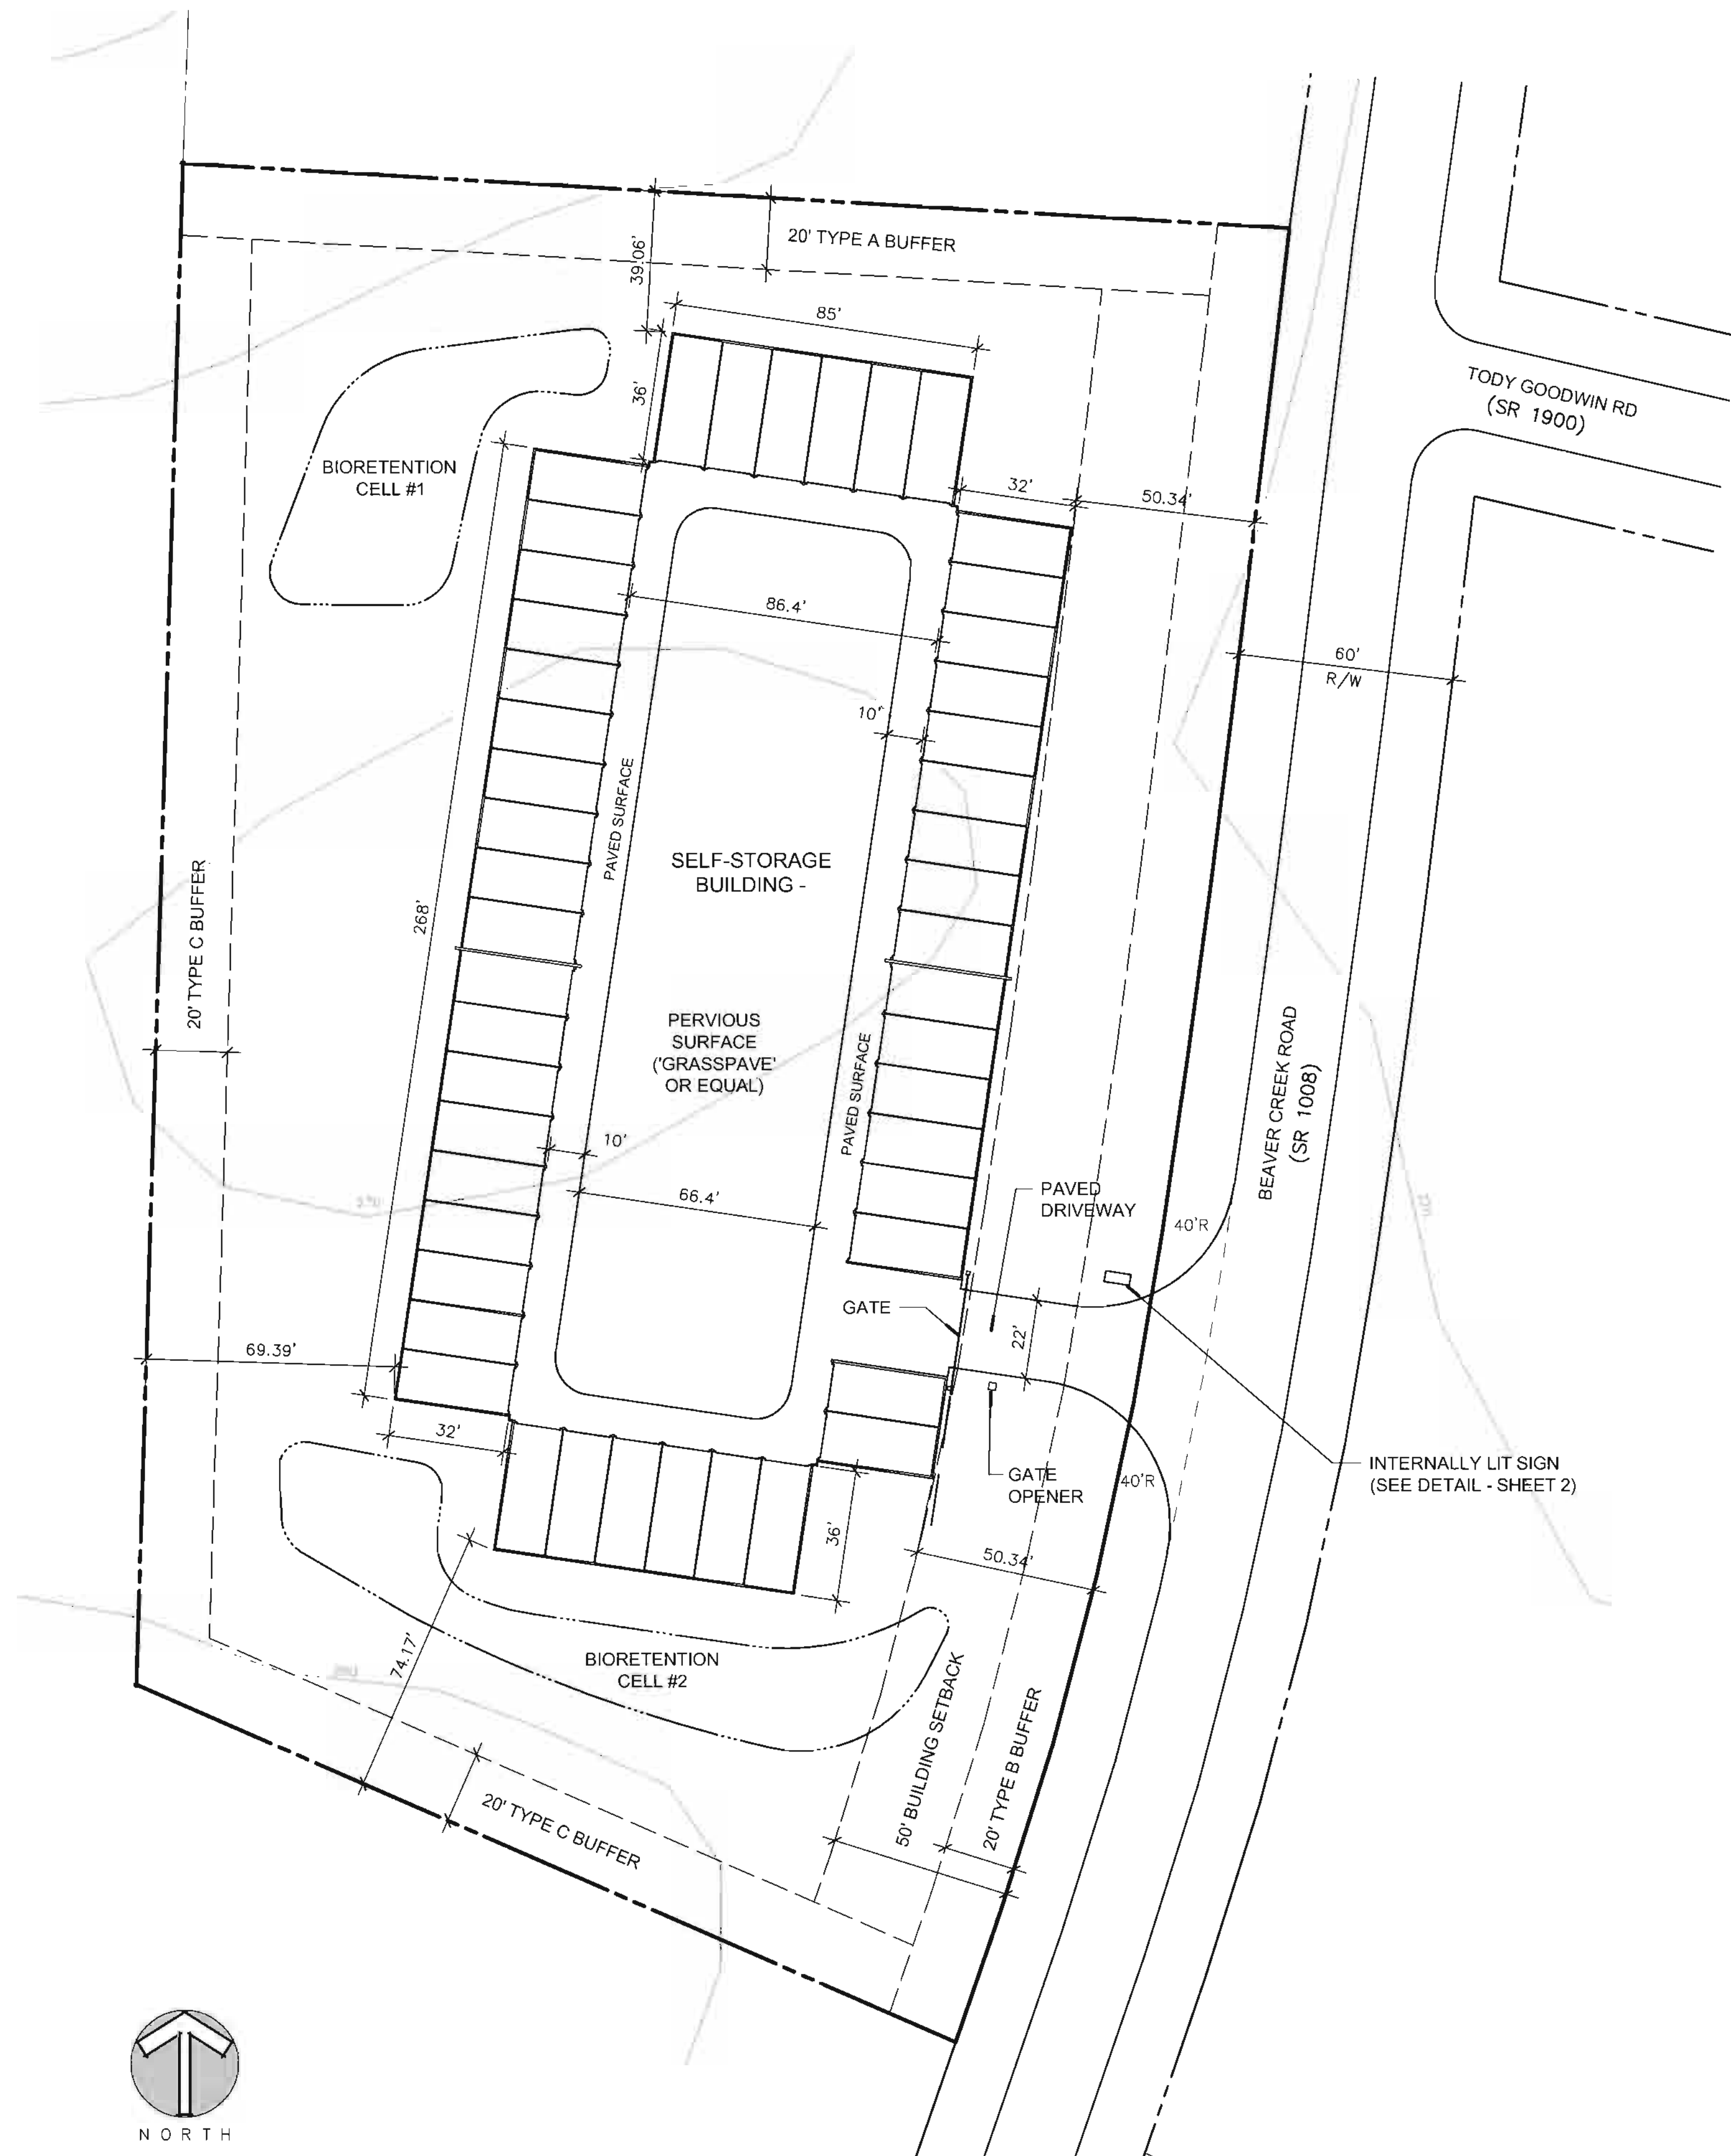 20' TYPE A BUFFER
39.06'
85'
36'
TODY GOODWIN RD
(SR 1900)
BIORETENTION
CELL #1
32'
50.34'
86.4'
60'
R/W
10'
PAVED SURFACE
SELF-STORAGE
BUILDING -
20' TYPE C BUFFER
268'
PERVIOUS
SURFACE
('GRASSPAVE'
OR EQUAL)
PAVED SURFACE
BEAVER CREEK ROAD
(SR 1008)
10'
66.4'
PAVED
DRIVEWAY
40'R
GATE
22'
69.39'
32'
GATE
OPENER
40'R
INTERNALLY LIT SIGN
(SEE DETAIL - SHEET 2)
36'
50.34'
74.17'
BIORETENTION
CELL #2
50' BUILDING SETBACK
20' TYPE B BUFFER
20' TYPE C BUFFER
NORTH